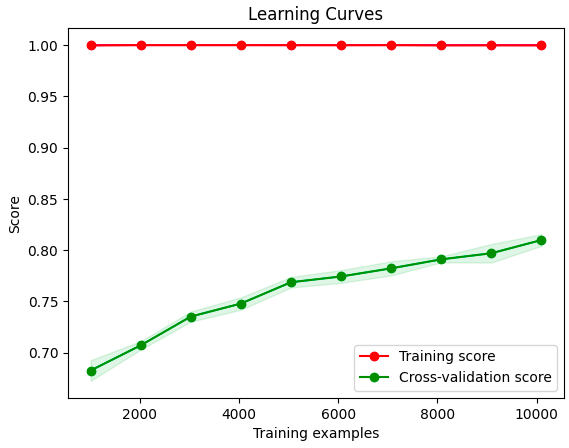 Learning Curves
1.00
0.95
0.90
0.85
0.80
0.75
0.70
Score
2000 4000 6000 8000 10000
Training examples
Training score
Cross-validation score